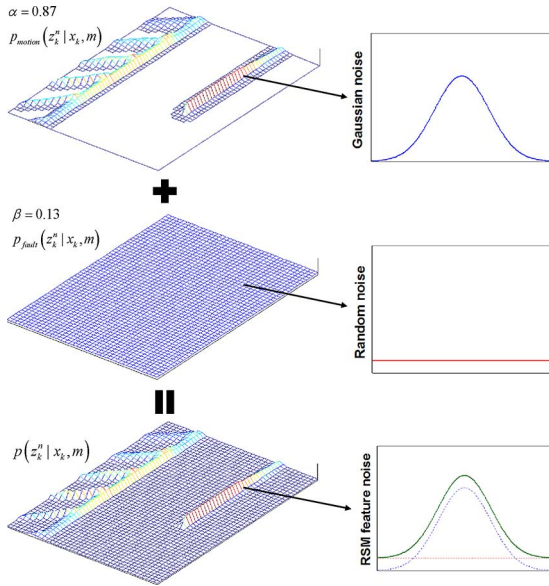 α = 0.87
p_motion(z_k^n | x_k, m)
Gaussian noise
β = 0.13
p_fault(z_k^n | x_k, m)
Random noise
p(z_k^n | x_k, m)
RSM feature noise